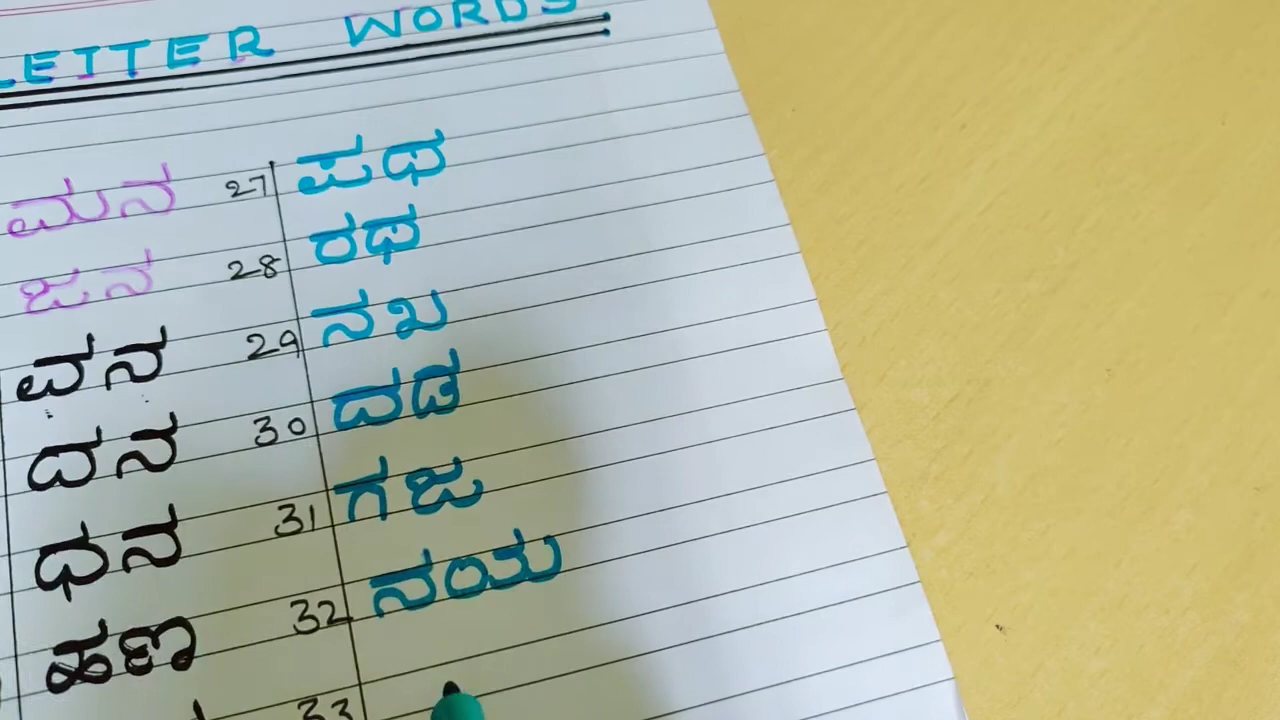 LETTER WORDS
ಮನ 27 ಪಥ
ಜನ 28 ರಥ
ವನ 29 ನಖ
ದನ 30 ದಡ
ಧನ 31 ಗಜ
ಹಣ 32 ನಯ
33